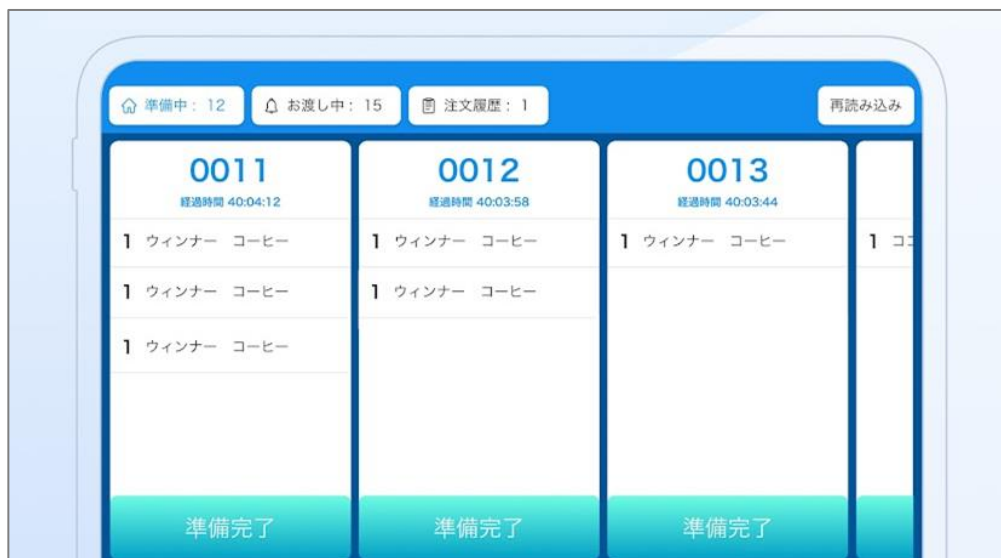 準備中： 12
お渡し中： 15
注文履歴： 1
再読み込み
0011
経過時間 40:04:12
1 ウィンナー　コーヒー
1 ウィンナー　コーヒー
1 ウィンナー　コーヒー
準備完了
0012
経過時間 40:03:58
1 ウィンナー　コーヒー
1 ウィンナー　コーヒー
準備完了
0013
経過時間 40:03:44
1 ウィンナー　コーヒー
準備完了
1